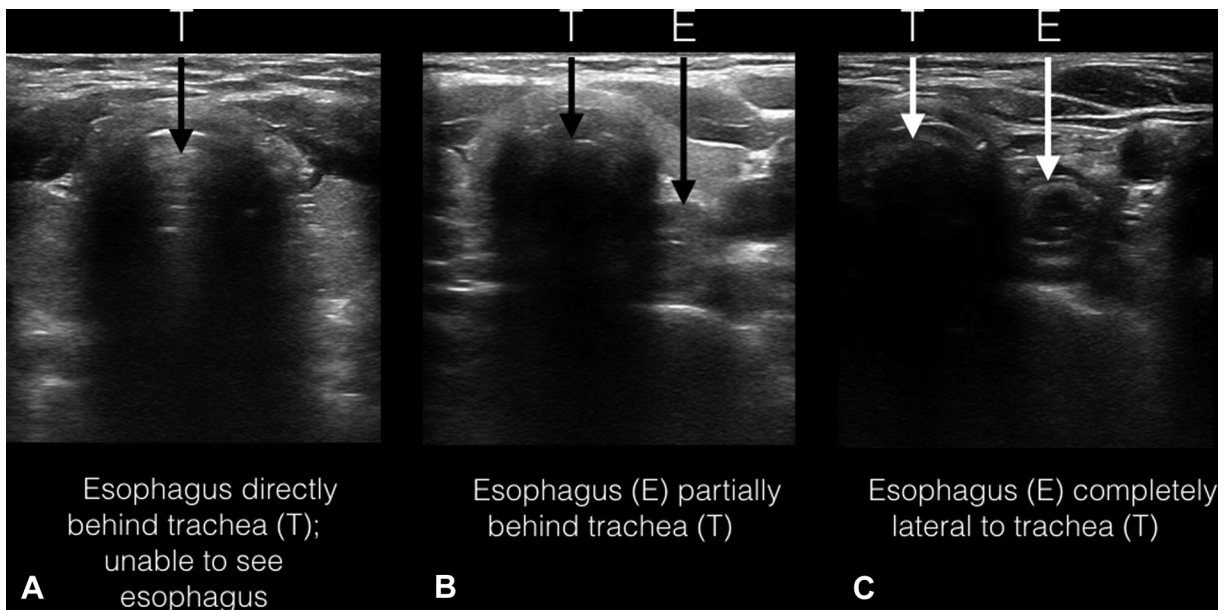 T
T E
T E
Esophagus directly
behind trachea (T);
unable to see
esophagus
A
Esophagus (E) partially
behind trachea (T)
B
Esophagus (E) completely
lateral to trachea (T)
C